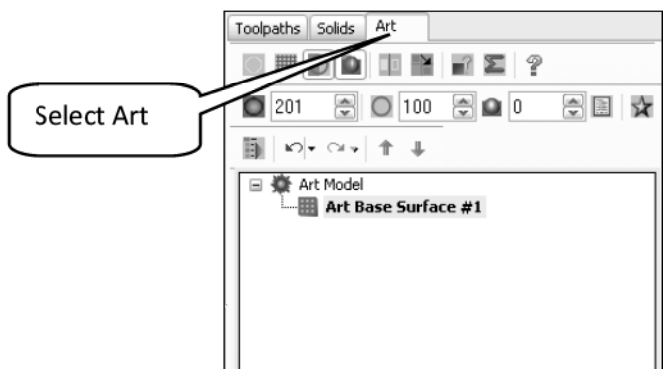 Toolpaths Solids Art
Select Art
201 100 0
Art Model
Art Base Surface #1